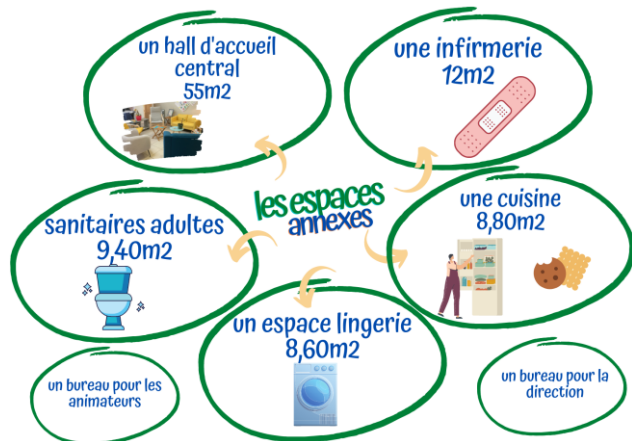 un hall d'accueil
central
55m2
une infirmerie
12m2
les espaces
annexes
sanitaires adultes
9,40m2
une cuisine
8,80m2
un espace lingerie
8,60m2
un bureau pour les
animateurs
un bureau pour la
direction